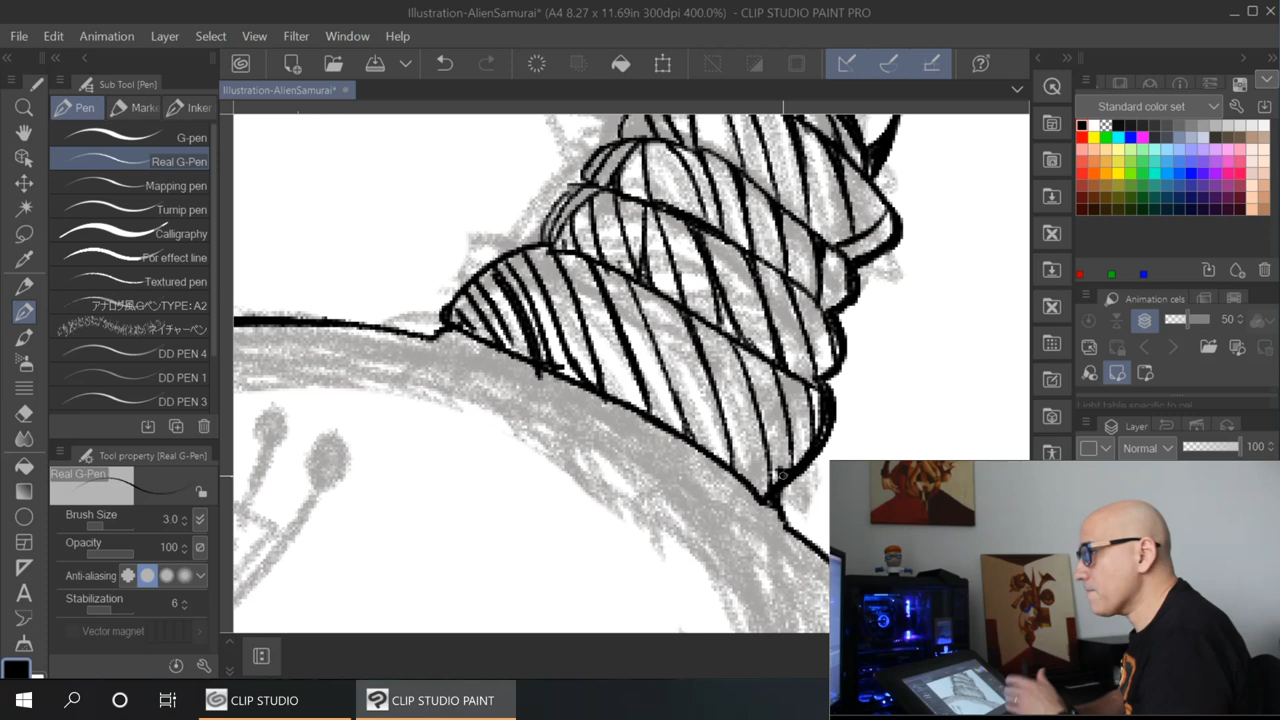 Illustration-AlienSamurai* (A4 8.27 x 11.69in 300dpi 400.0%) - CLIP STUDIO PAINT PRO
File Edit Animation Layer Select View Filter Window Help
Sub Tool [Pen]
Illustration-AlienSamurai*
Pen Marke Inker
Standard color set
G-pen
Real G-Pen
Mapping pen
Turnip pen
Calligraphy
For effect line
Textured pen
アナログ風GペンTYPE: A2
DD PEN 4
DD PEN 1
DD PEN 3
Animation cels
50
Layer
Normal 100
Tool property [Real G-Pen]
Real G-Pen
Brush Size 3.0
Opacity 100
Anti-aliasing
Stabilization 6
Vector magnet
CLIP STUDIO
CLIP STUDIO PAINT